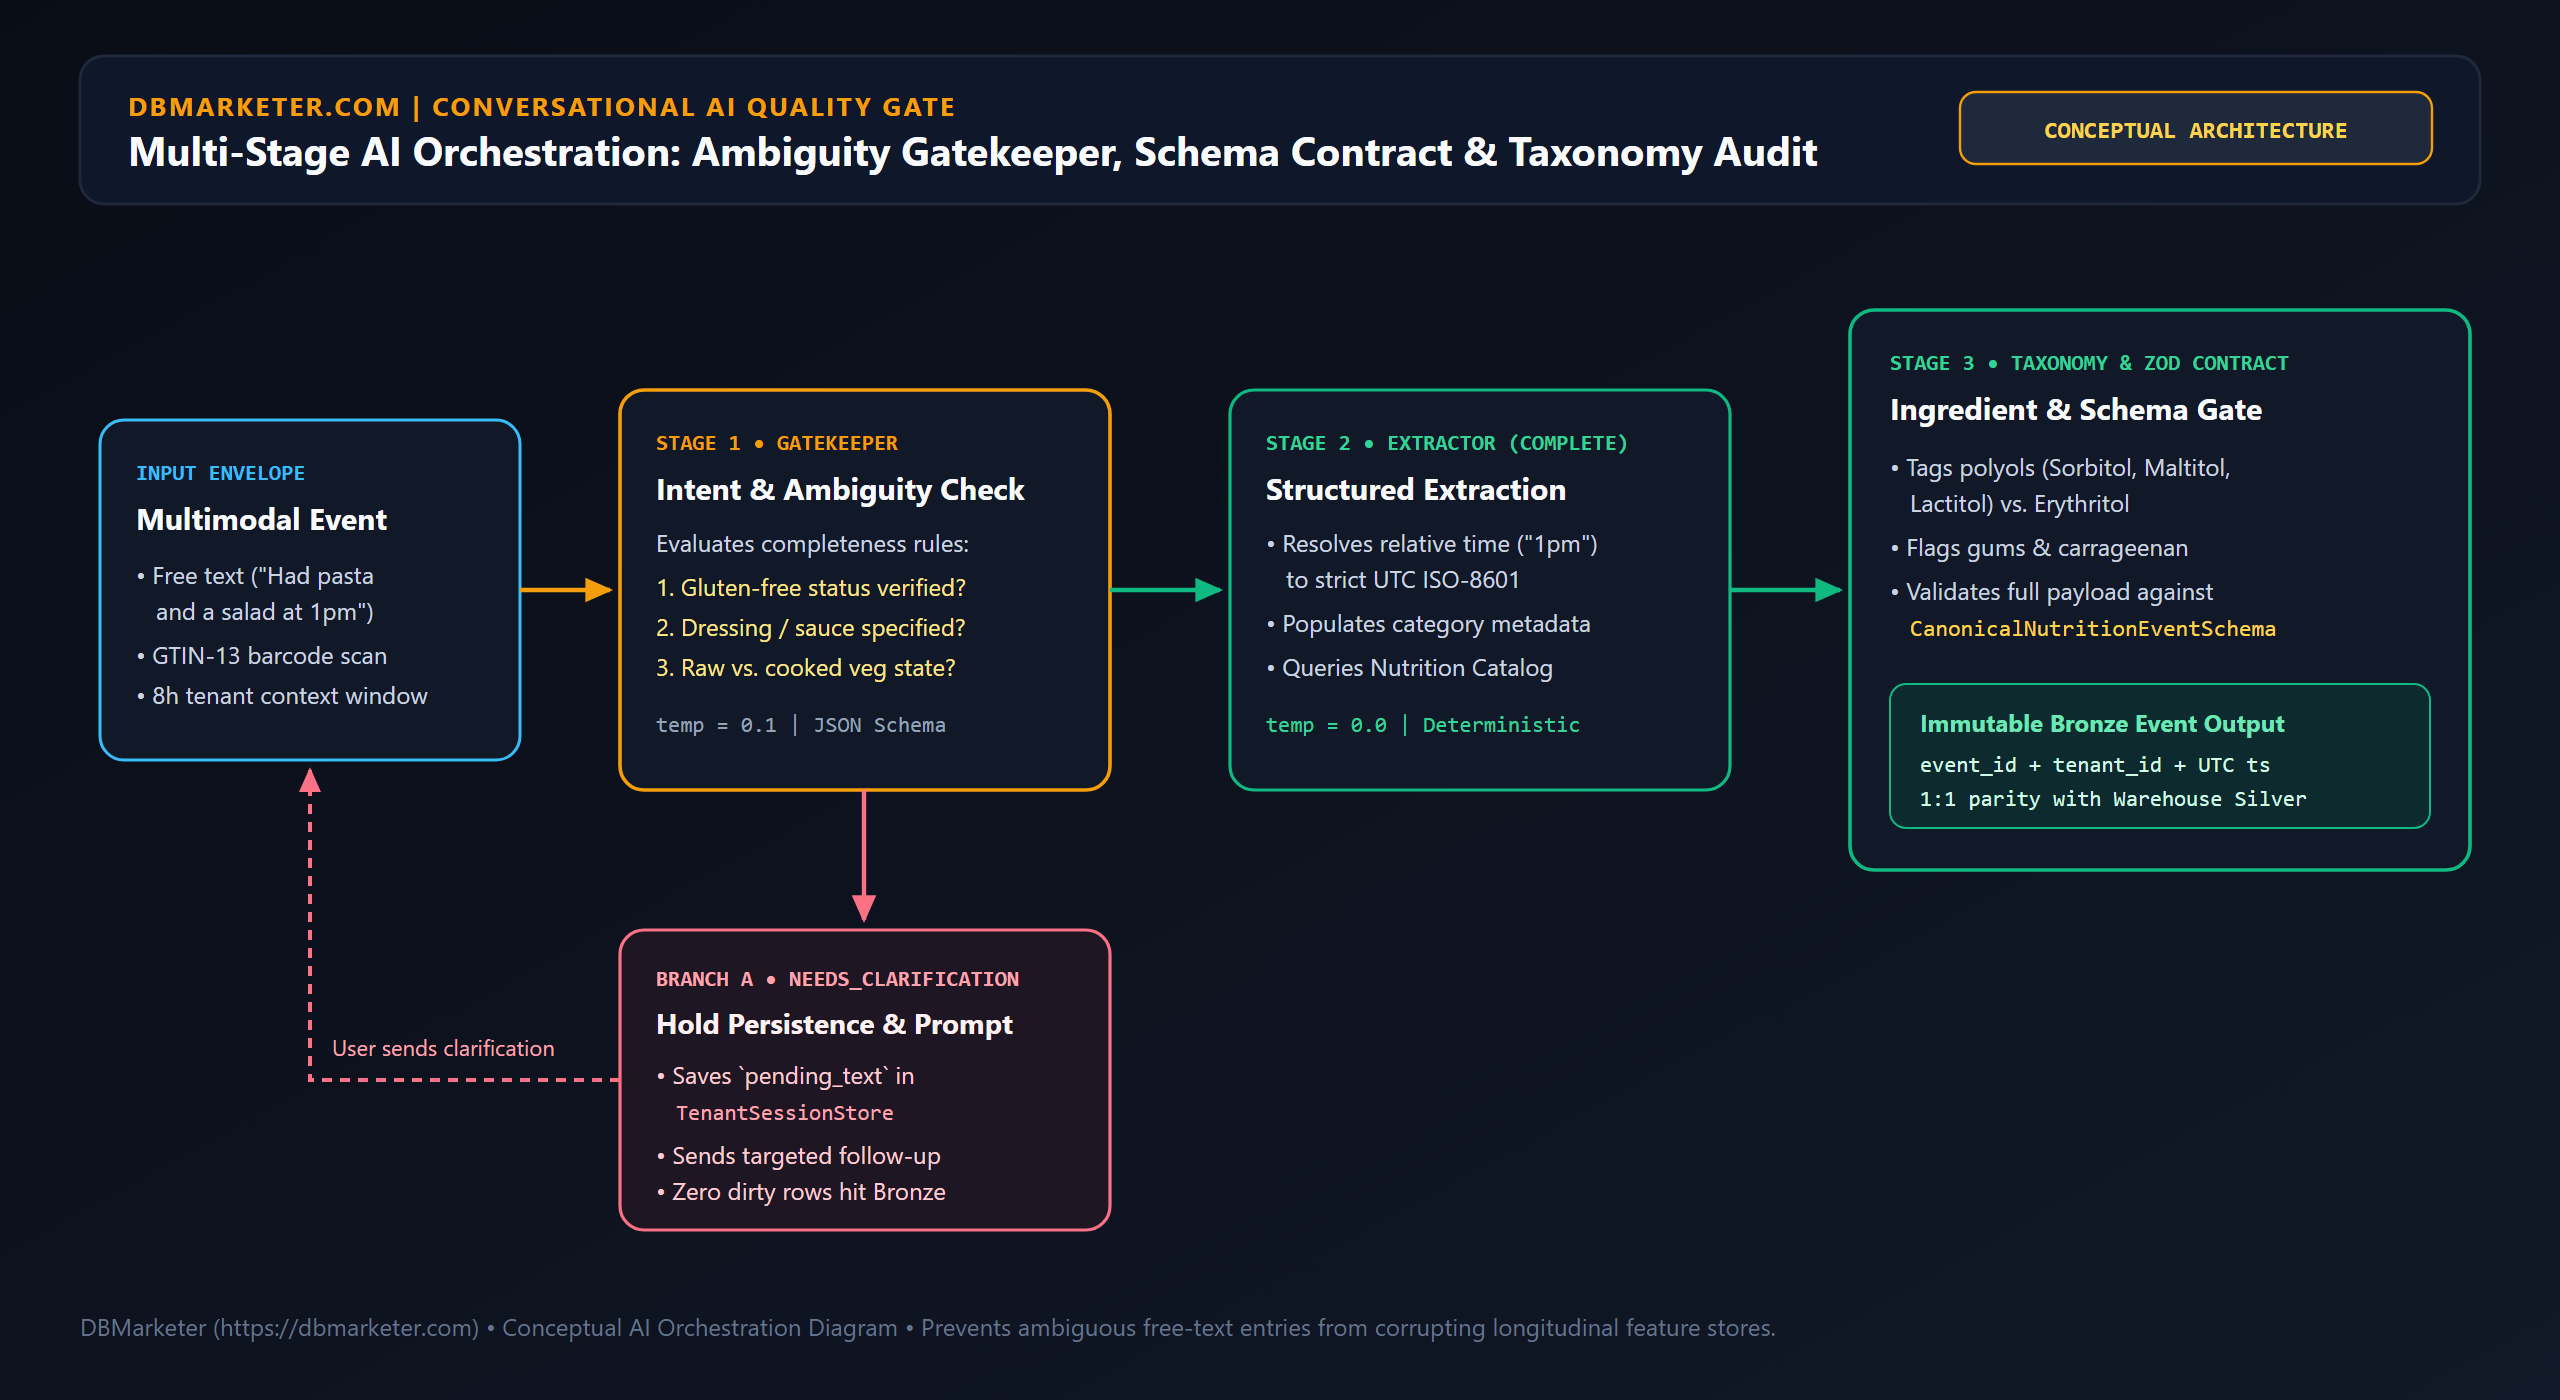 DBMARKETER.COM | CONVERSATIONAL AI QUALITY GATE
Multi-Stage AI Orchestration: Ambiguity Gatekeeper, Schema Contract & Taxonomy Audit
CONCEPTUAL ARCHITECTURE
INPUT ENVELOPE
Multimodal Event
• Free text ("Had pasta
and a salad at 1pm")
• GTIN-13 barcode scan
• 8h tenant context window
STAGE 1 • GATEKEEPER
Intent & Ambiguity Check
Evaluates completeness rules:
1. Gluten-free status verified?
2. Dressing / sauce specified?
3. Raw vs. cooked veg state?
temp = 0.1 | JSON Schema
STAGE 2 • EXTRACTOR (COMPLETE)
Structured Extraction
• Resolves relative time ("1pm")
to strict UTC ISO-8601
• Populates category metadata
• Queries Nutrition Catalog
temp = 0.0 | Deterministic
STAGE 3 • TAXONOMY & ZOD CONTRACT
Ingredient & Schema Gate
• Tags polyols (Sorbitol, Maltitol,
Lactitol) vs. Erythritol
• Flags gums & carrageenan
• Validates full payload against
CanonicalNutritionEventSchema
Immutable Bronze Event Output
event_id + tenant_id + UTC ts
1:1 parity with Warehouse Silver
BRANCH A • NEEDS_CLARIFICATION
Hold Persistence & Prompt
• Saves `pending_text` in
TenantSessionStore
• Sends targeted follow-up
• Zero dirty rows hit Bronze
User sends clarification
DBMarketer (https://dbmarketer.com) • Conceptual AI Orchestration Diagram • Prevents ambiguous free-text entries from corrupting longitudinal feature stores.